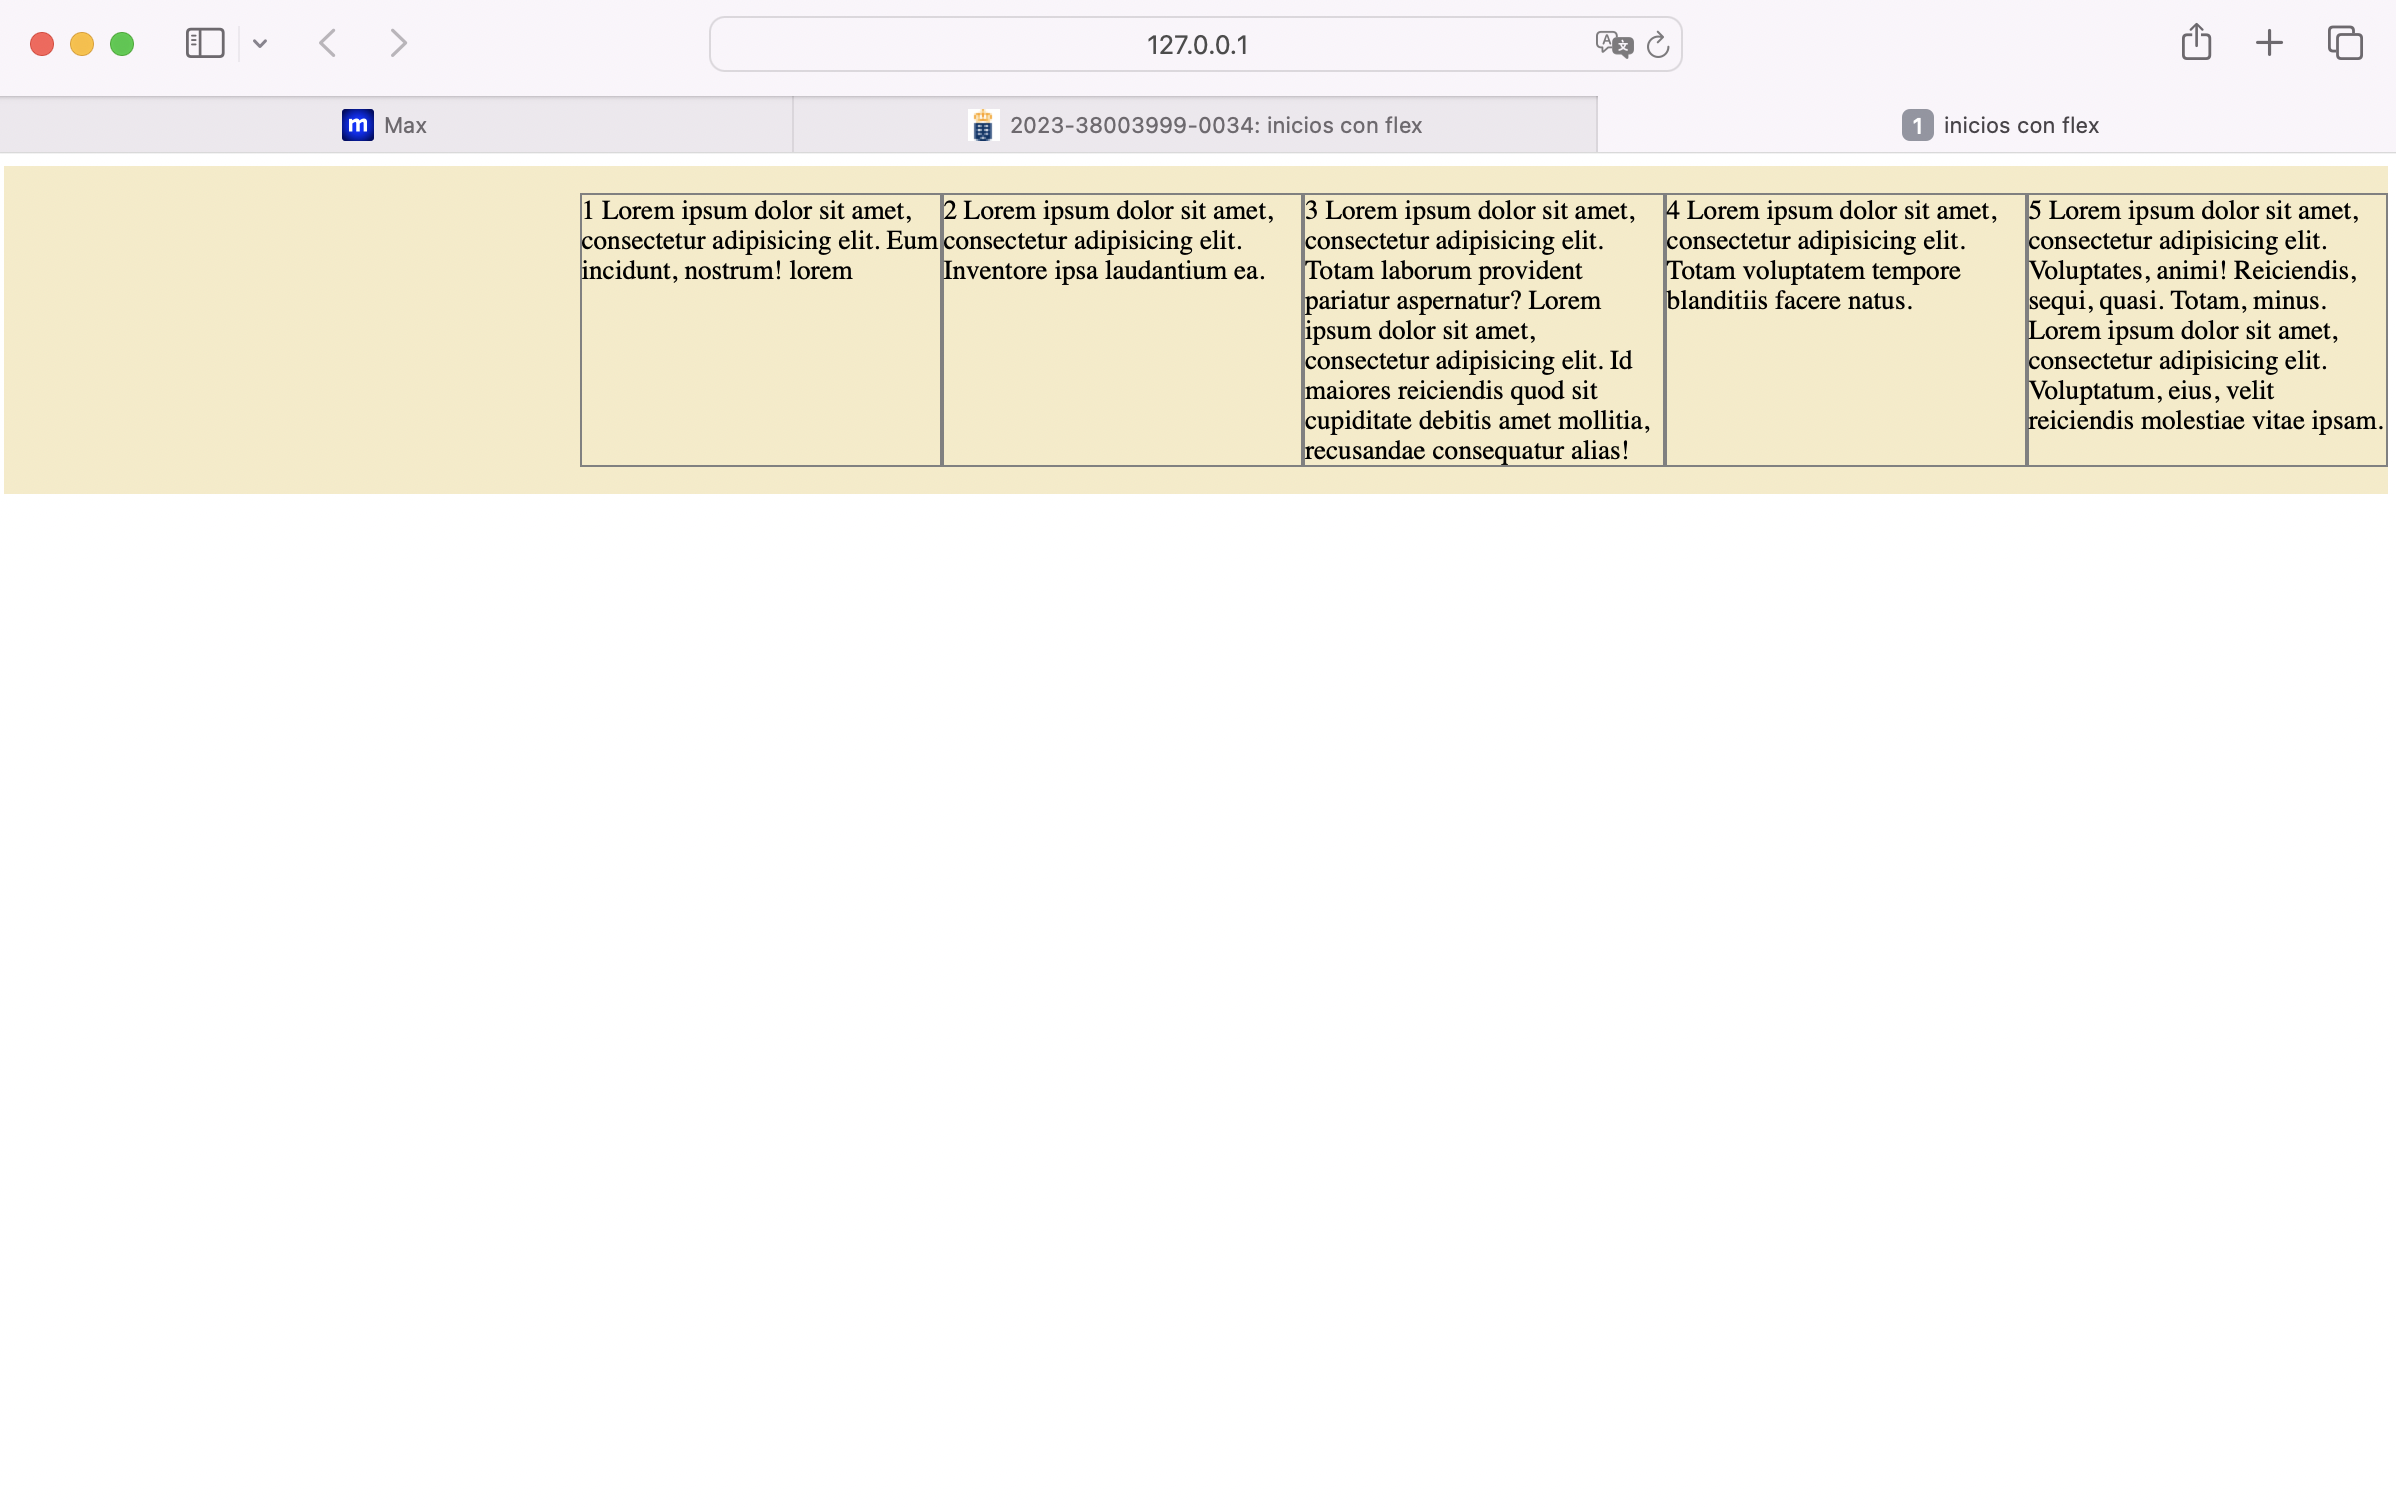 127.0.0.1
m Max
2023-38003999-0034: inicios con flex
1 inicios con flex
1 Lorem ipsum dolor sit amet,
consectetur adipisicing elit. Eum
incidunt, nostrum! lorem
2 Lorem ipsum dolor sit amet,
consectetur adipisicing elit.
Inventore ipsa laudantium ea.
3 Lorem ipsum dolor sit amet,
consectetur adipisicing elit.
Totam laborum provident
pariatur aspernatur? Lorem
ipsum dolor sit amet,
consectetur adipisicing elit. Id
maiores reiciendis quod sit
cupiditate debitis amet mollitia,
recusandae consequatur alias!
4 Lorem ipsum dolor sit amet,
consectetur adipisicing elit.
Totam voluptatem tempore
blanditiis facere natus.
5 Lorem ipsum dolor sit amet,
consectetur adipisicing elit.
Voluptates, animi! Reiciendis,
sequi, quasi. Totam, minus.
Lorem ipsum dolor sit amet,
consectetur adipisicing elit.
Voluptatum, eius, velit
reiciendis molestiae vitae ipsam.